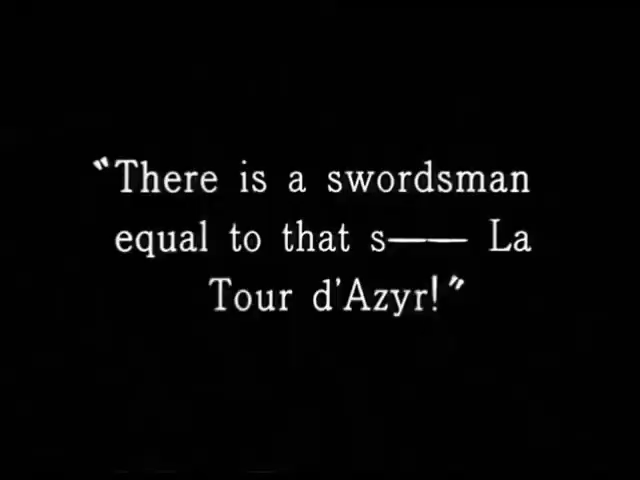 "There is a swordsman
equal to that s—— La
Tour d'Azyr!"